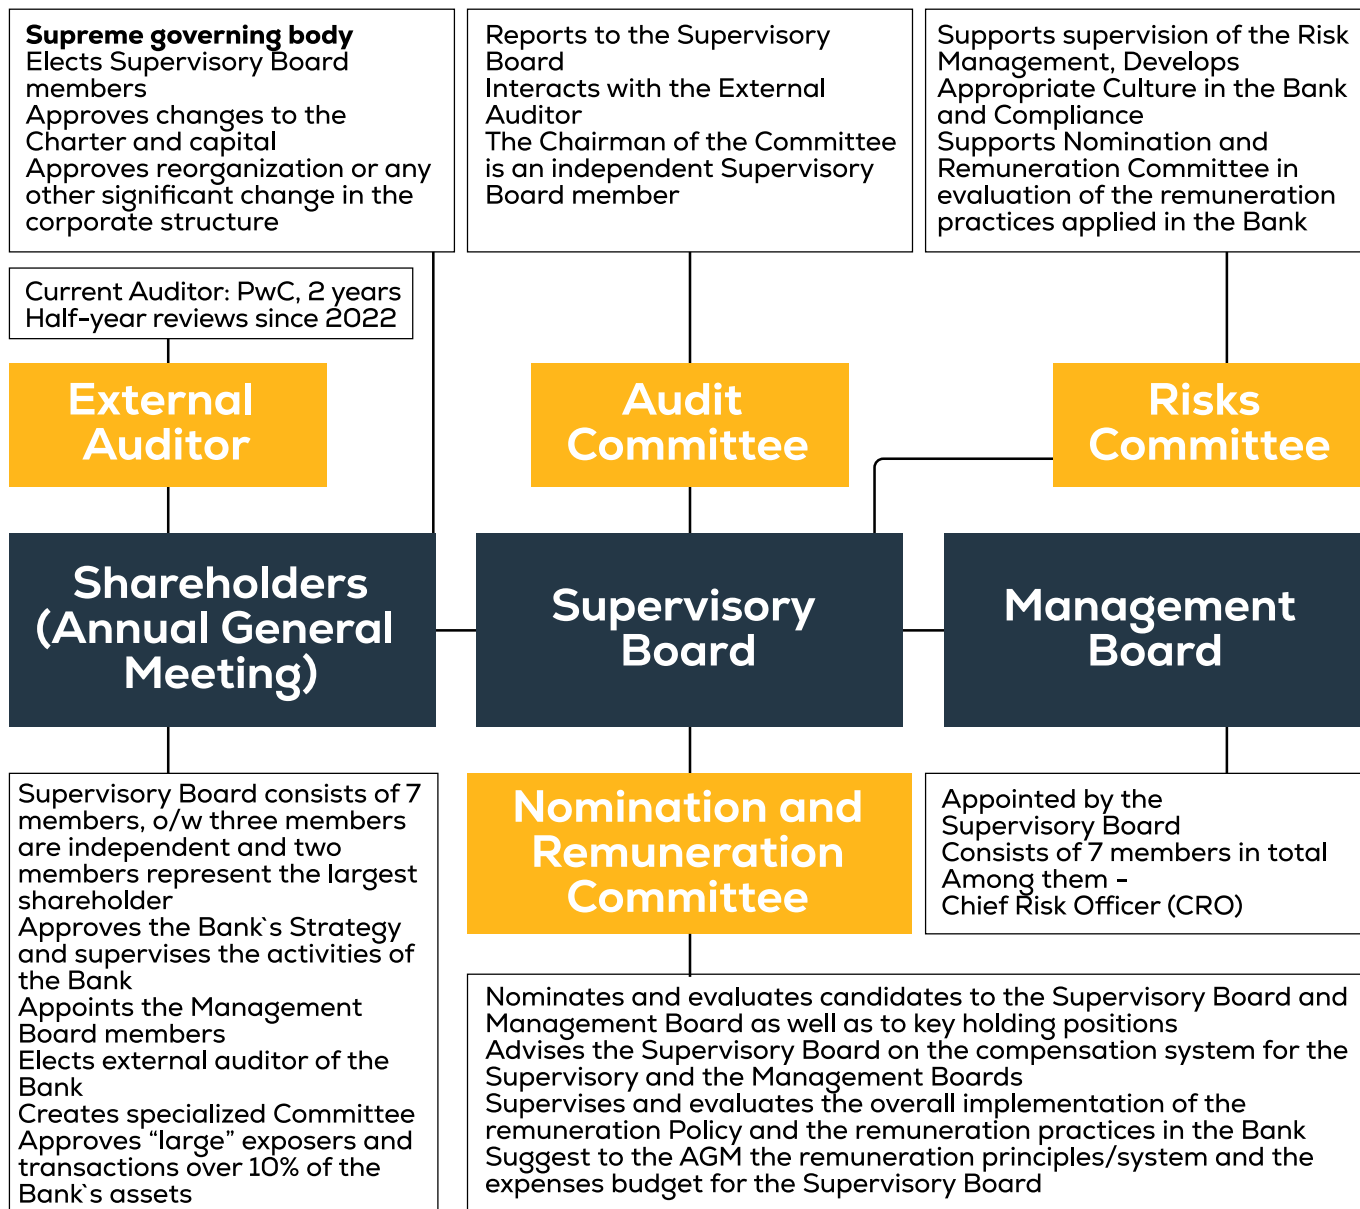 Supreme governing body
Elects Supervisory Board
members
Approves changes to the
Charter and capital
Approves reorganization or any
other significant change in the
corporate structure
Reports to the Supervisory
Board
Interacts with the External
Auditor
The Chairman of the Committee
is an independent Supervisory
Board member
Supports supervision of the Risk
Management, Develops
Appropriate Culture in the Bank
and Compliance
Supports Nomination and
Remuneration Committee in
evaluation of the remuneration
practices applied in the Bank
Current Auditor: PwC, 2 years
Half-year reviews since 2022
External
Auditor
Audit
Committee
Risks
Committee
Shareholders
(Annual General
Meeting)
Supervisory
Board
Management
Board
Supervisory Board consists of 7
members, o/w three members
are independent and two
members represent the largest
shareholder
Approves the Bank`s Strategy
and supervises the activities of
the Bank
Appoints the Management
Board members
Elects external auditor of the
Bank
Creates specialized Committee
Approves “large” exposers and
transactions over 10% of the
Bank`s assets
Nomination and
Remuneration
Committee
Appointed by the
Supervisory Board
Consists of 7 members in total
Among them -
Chief Risk Officer (CRO)
Nominates and evaluates candidates to the Supervisory Board and
Management Board as well as to key holding positions
Advises the Supervisory Board on the compensation system for the
Supervisory and the Management Boards
Supervises and evaluates the overall implementation of the
remuneration Policy and the remuneration practices in the Bank
Suggest to the AGM the remuneration principles/system and the
expenses budget for the Supervisory Board